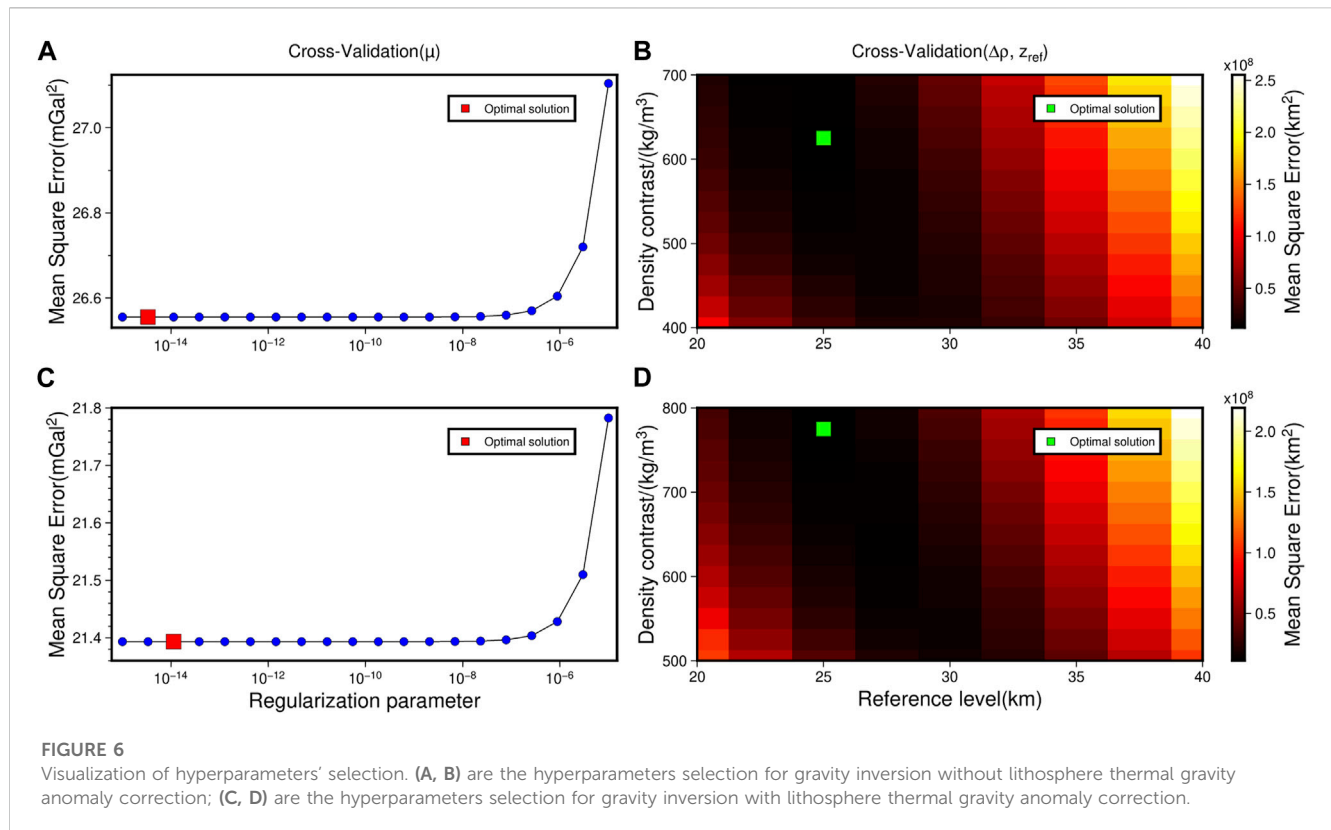 A
Cross-Validation(μ)
Mean Square Error(mGal²)
27.0
26.8
26.6
Optimal solution
10⁻¹⁴ 10⁻¹² 10⁻¹⁰ 10⁻⁸ 10⁻⁶
B
Cross-Validation(Δρ, z_ref)
Density contrast/(kg/m³)
700
600
500
400
Optimal solution
20 25 30 35 40
x10⁸
2.5
2.0
1.5
1.0
0.5
Mean Square Error(km²)
C
Mean Square Error(mGal²)
21.8
21.7
21.6
21.5
21.4
Optimal solution
10⁻¹⁴ 10⁻¹² 10⁻¹⁰ 10⁻⁸ 10⁻⁶
Regularization parameter
D
Density contrast/(kg/m³)
800
700
600
500
Optimal solution
20 25 30 35 40
Reference level(km)
x10⁸
2.0
1.5
1.0
0.5
Mean Square Error(km²)
FIGURE 6
Visualization of hyperparameters' selection. (A, B) are the hyperparameters selection for gravity inversion without lithosphere thermal gravity
anomaly correction; (C, D) are the hyperparameters selection for gravity inversion with lithosphere thermal gravity anomaly correction.